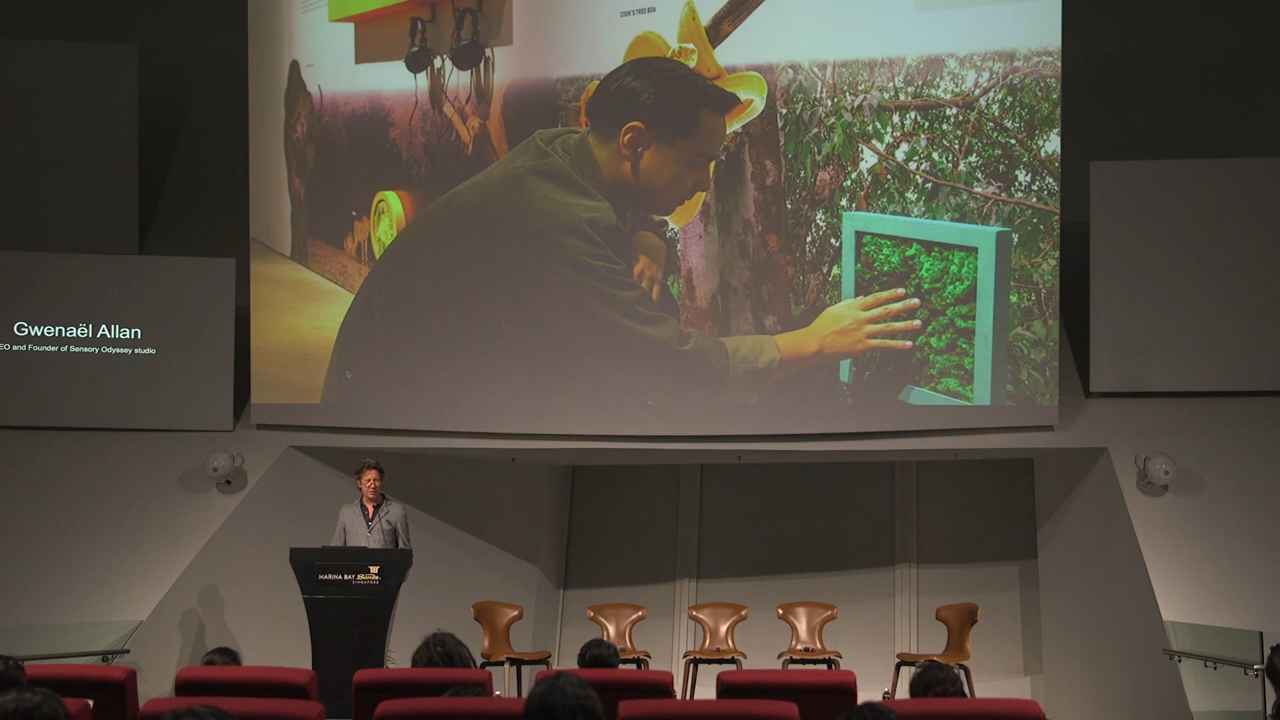 COOK'S TREE BOA
Gwenaël Allan
EO and Founder of Sensory Odyssey studio
MARINA BAY Sands.
SINGAPORE